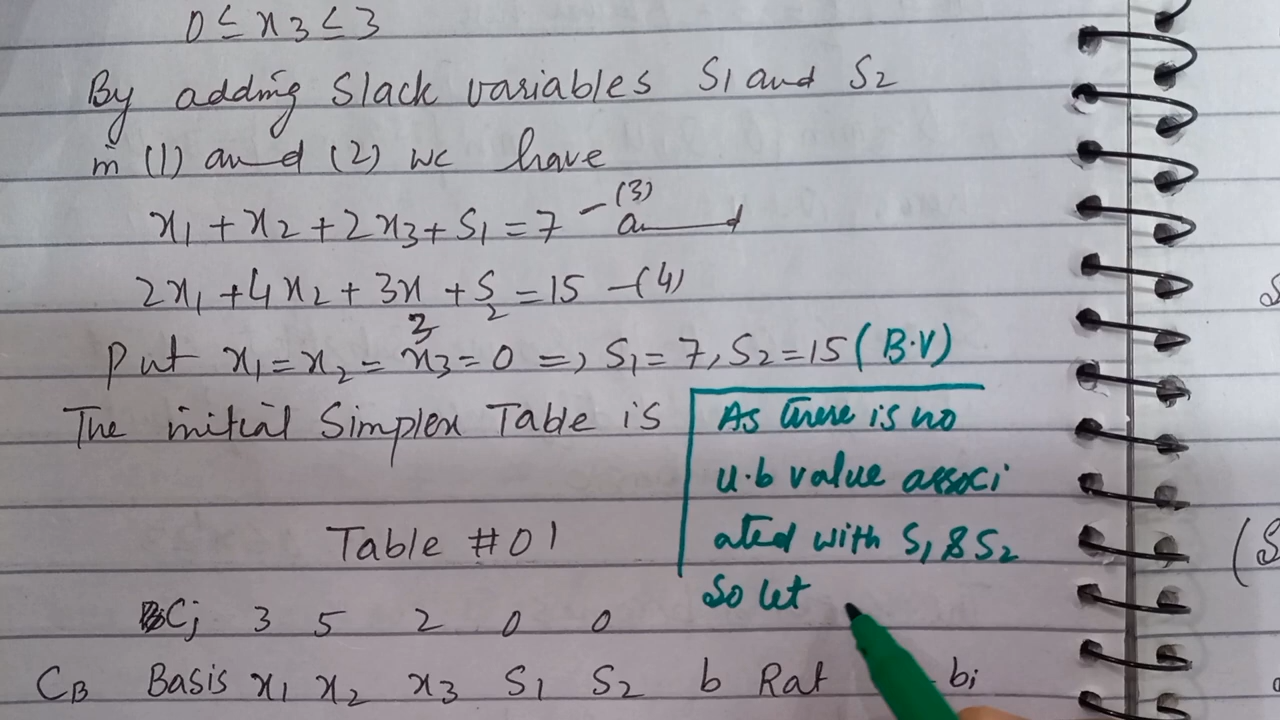 0 ≤ x3 ≤ 3
By adding Slack variables S1 and S2
in (1) and (2) we have
x1 + x2 + 2x3 + S1 = 7 — (3) and
2x1 + 4x2 + 3x3 + S2 = 15 — (4)
Put x1 = x2 = x3 = 0 => S1 = 7, S2 = 15 (B.V)
The initial Simplex Table is
As there is no
u.b value associ
ated with S1 & S2
So let
Table # 01
Cj 3 5 2 0 0
CB Basis x1 x2 x3 S1 S2 b Rat bi